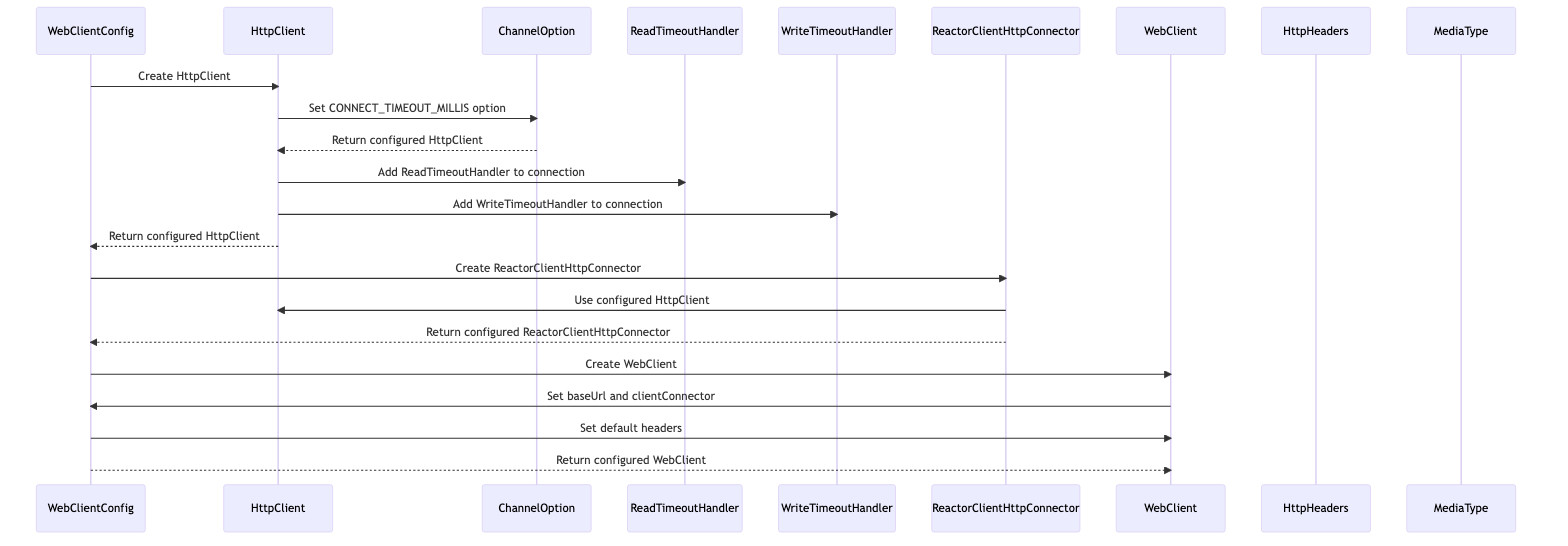 WebClientConfig
HttpClient
ChannelOption
ReadTimeoutHandler
WriteTimeoutHandler
ReactorClientHttpConnector
WebClient
HttpHeaders
MediaType
Create HttpClient
Set CONNECT_TIMEOUT_MILLIS option
Return configured HttpClient
Add ReadTimeoutHandler to connection
Add WriteTimeoutHandler to connection
Return configured HttpClient
Create ReactorClientHttpConnector
Use configured HttpClient
Return configured ReactorClientHttpConnector
Create WebClient
Set baseUrl and clientConnector
Set default headers
Return configured WebClient
WebClientConfig
HttpClient
ChannelOption
ReadTimeoutHandler
WriteTimeoutHandler
ReactorClientHttpConnector
WebClient
HttpHeaders
MediaType